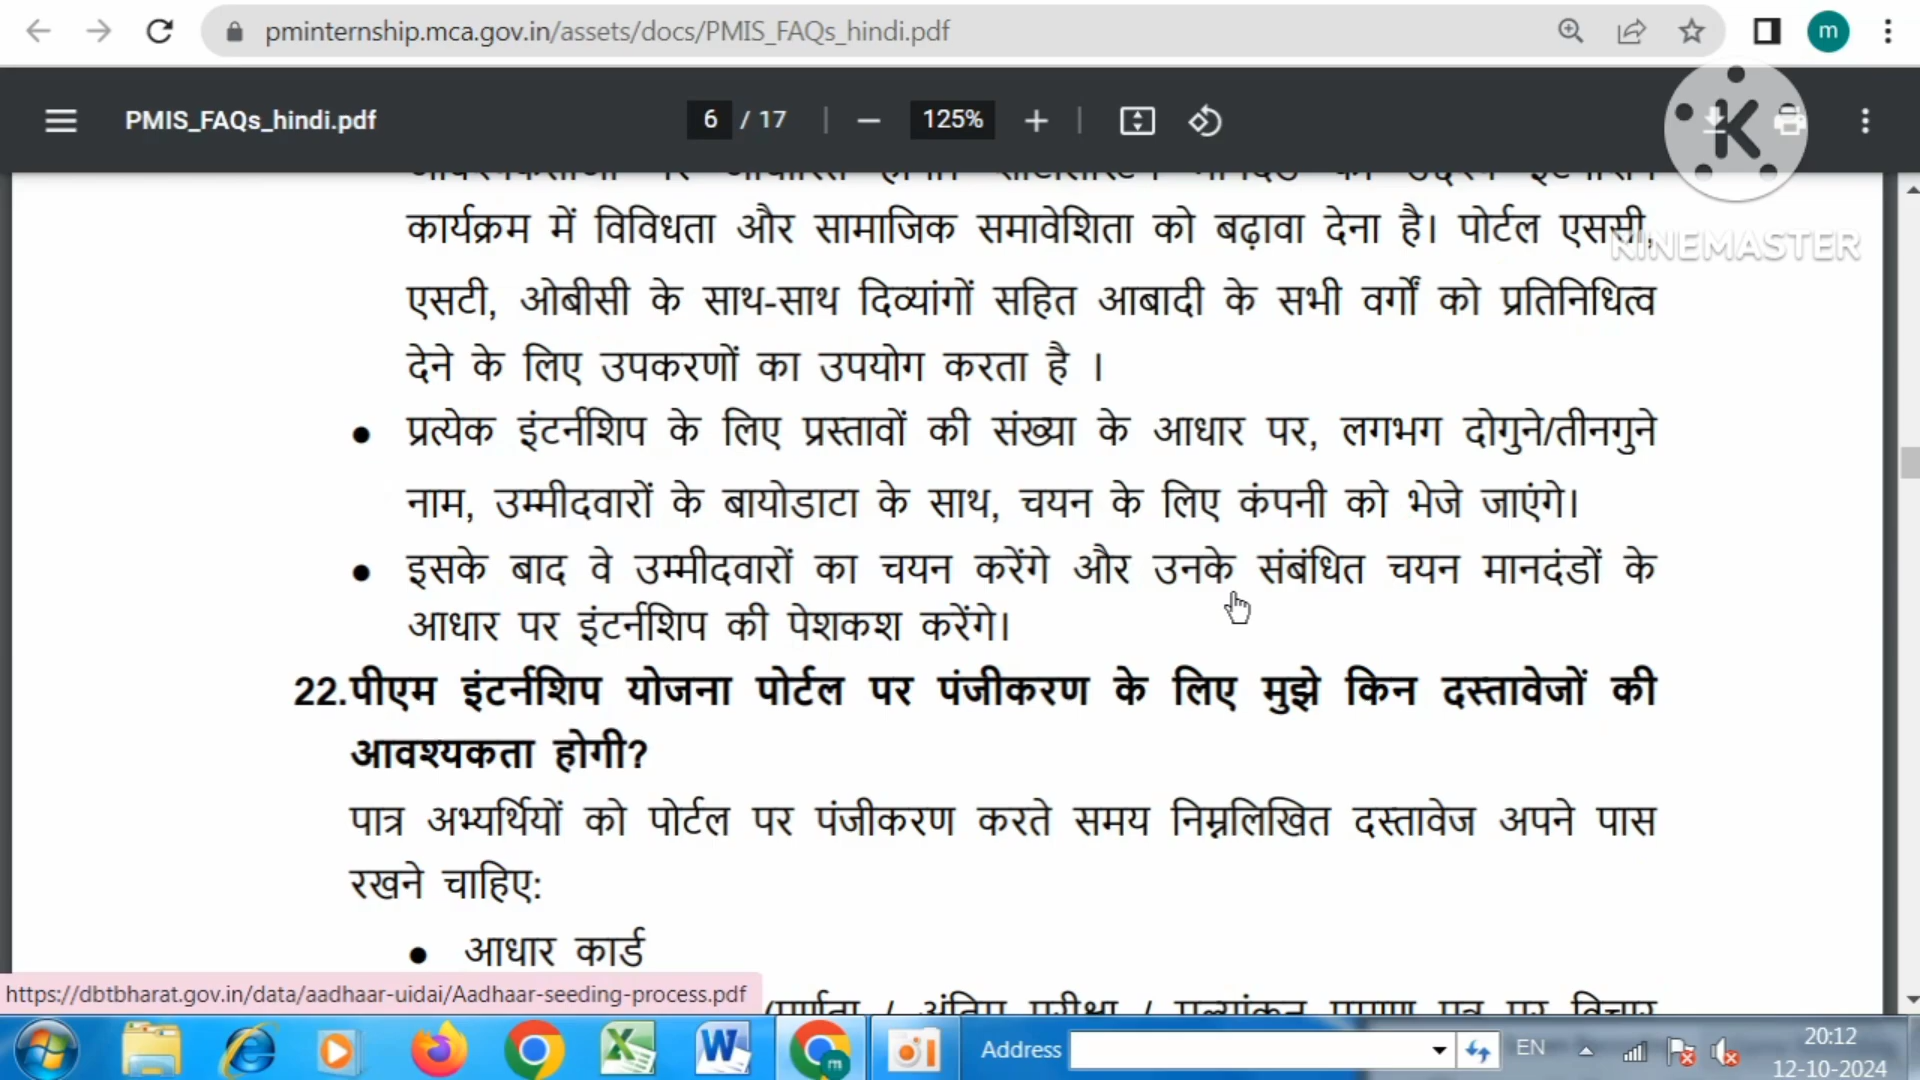 pminternship.mca.gov.in/assets/docs/PMIS_FAQs_hindi.pdf
m
PMIS_FAQs_hindi.pdf
6 / 17
125%
K
KINEMASTER
कार्यक्रम में विविधता और सामाजिक समावेशिता को बढ़ावा देना है। पोर्टल एससी,
एसटी, ओबीसी के साथ-साथ दिव्यांगों सहित आबादी के सभी वर्गों को प्रतिनिधित्व
देने के लिए उपकरणों का उपयोग करता है ।
● प्रत्येक इंटर्नशिप के लिए प्रस्तावों की संख्या के आधार पर, लगभग दोगुने/तीनगुने
नाम, उम्मीदवारों के बायोडाटा के साथ, चयन के लिए कंपनी को भेजे जाएंगे।
● इसके बाद वे उम्मीदवारों का चयन करेंगे और उनके संबंधित चयन मानदंडों के
आधार पर इंटर्नशिप की पेशकश करेंगे।
22.पीएम इंटर्नशिप योजना पोर्टल पर पंजीकरण के लिए मुझे किन दस्तावेजों की
आवश्यकता होगी?
पात्र अभ्यर्थियों को पोर्टल पर पंजीकरण करते समय निम्नलिखित दस्तावेज अपने पास
रखने चाहिए:
● आधार कार्ड
https://dbtbharat.gov.in/data/aadhaar-uidai/Aadhaar-seeding-process.pdf
Address
EN
20:12
12-10-2024